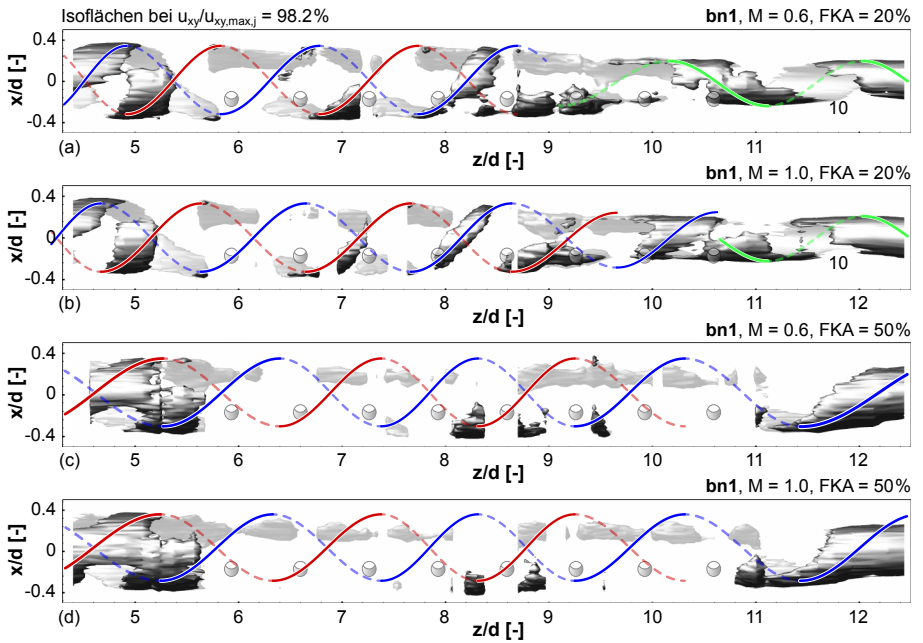 Isoflächen bei u_xy/u_xy,max,j = 98.2%
bn1, M = 0.6, FKA = 20%
x/d [-]
0.4
0
-0.4
10
(a)
5 6 7 8 9 10 11 12
z/d [-]
bn1, M = 1.0, FKA = 20%
x/d [-]
0.4
0
-0.4
10
(b)
5 6 7 8 9 10 11 12
z/d [-]
bn1, M = 0.6, FKA = 50%
x/d [-]
0.4
0
-0.4
(c)
5 6 7 8 9 10 11 12
z/d [-]
bn1, M = 1.0, FKA = 50%
x/d [-]
0.4
0
-0.4
(d)
5 6 7 8 9 10 11 12
z/d [-]